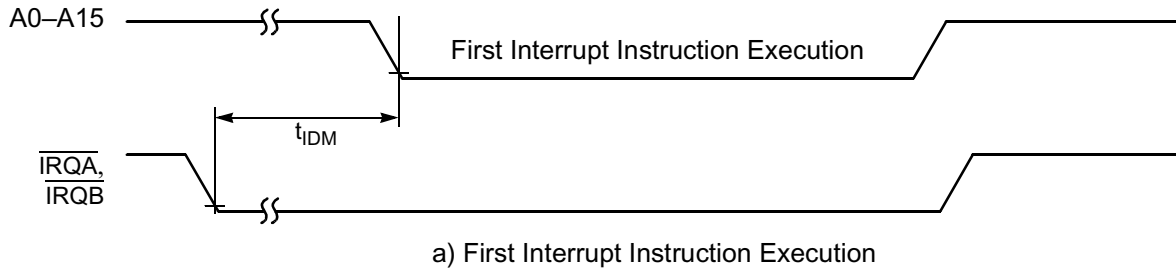 A0–A15
First Interrupt Instruction Execution
tIDM
IRQA,
IRQB
a) First Interrupt Instruction Execution